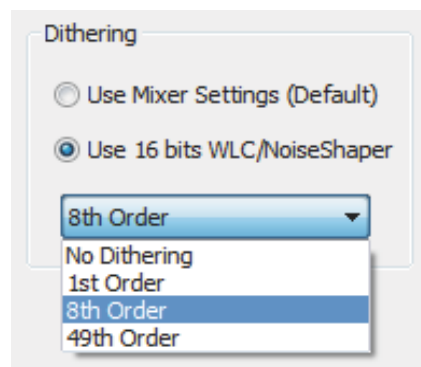 Dithering
Use Mixer Settings (Default)
Use 16 bits WLC/NoiseShaper
8th Order
No Dithering
1st Order
8th Order
49th Order